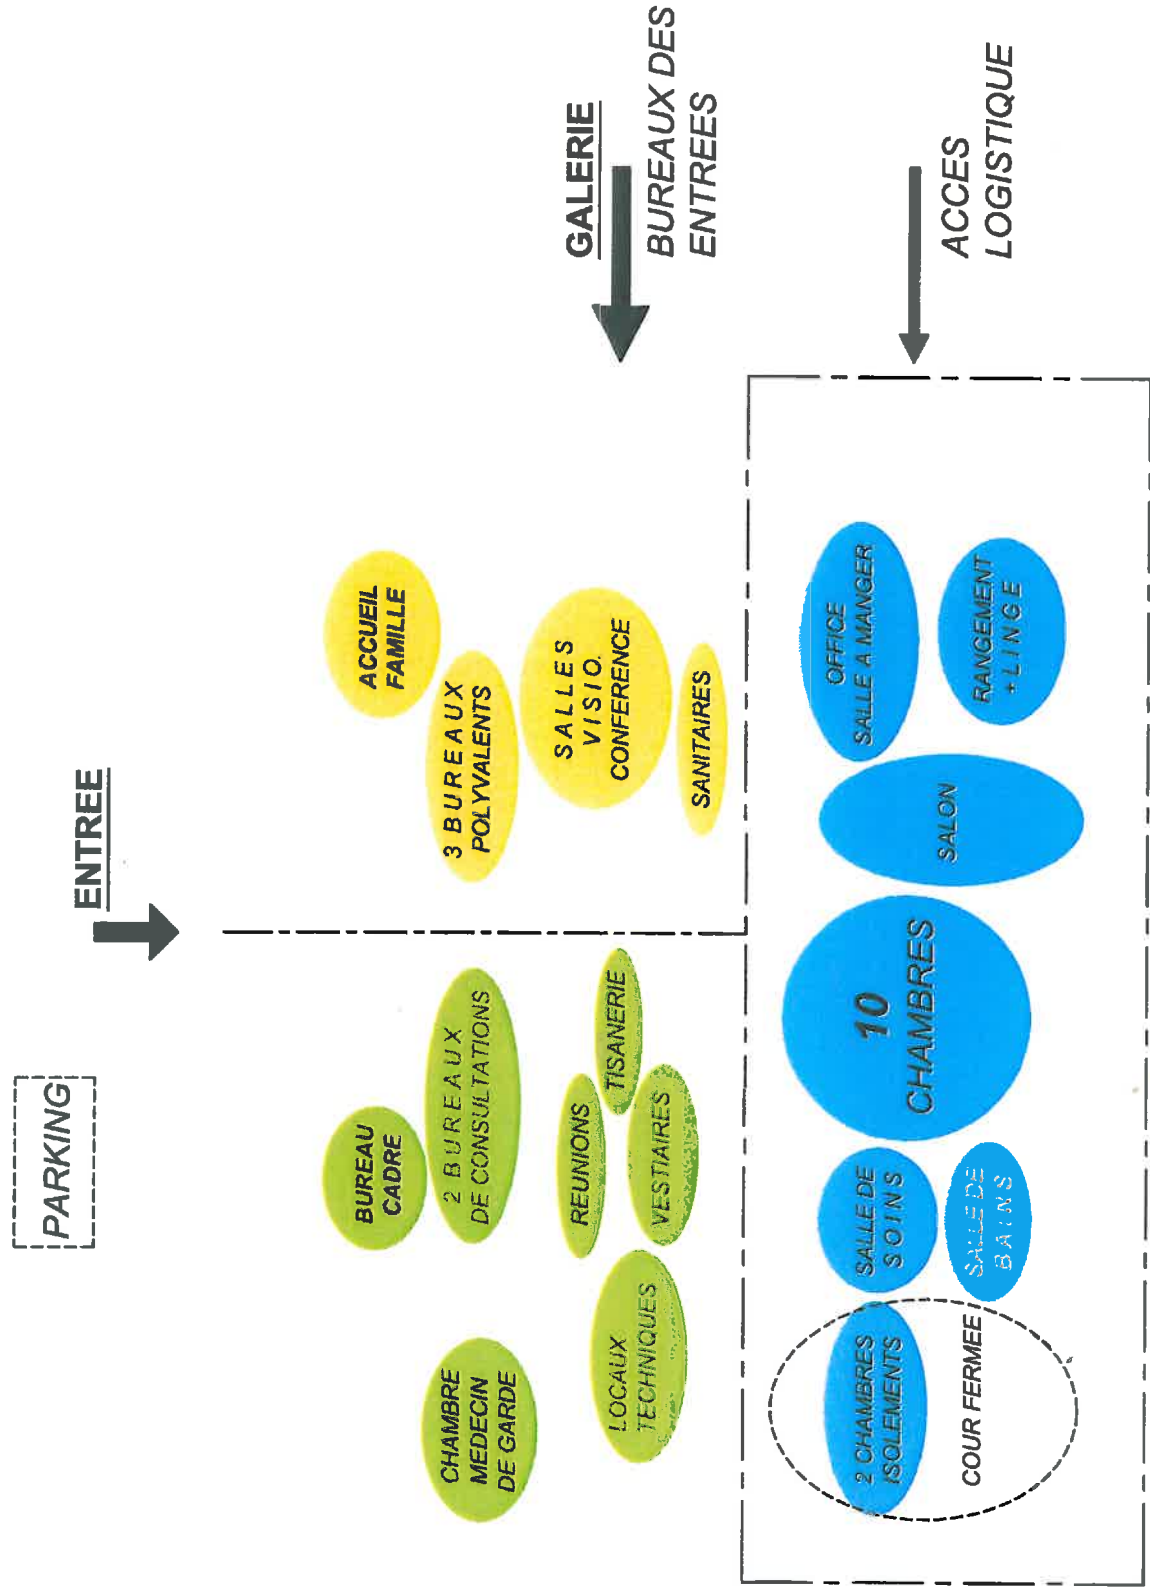 PARKING
ENTREE
GALERIE
BUREAUX DES
ENTREES
ACCES
LOGISTIQUE
BUREAU
CADRE
2 BUREAUX
DE CONSULTATIONS
CHAMBRE
MEDECIN
DE GARDE
REUNIONS
TISANERIE
VESTIAIRES
LOCAUX
TECHNIQUES
ACCUEIL
FAMILLE
3 BUREAUX
POLYVALENTS
SALLES
VISIO.
CONFERENCE
SANITAIRES
2 CHAMBRES
ISOLEMENTS
COUR FERMEE
SALLE DE
SOINS
SALLE DE
BAINS
10
CHAMBRES
SALON
OFFICE
SALLE A MANGER
RANGEMENT
+ LINGE